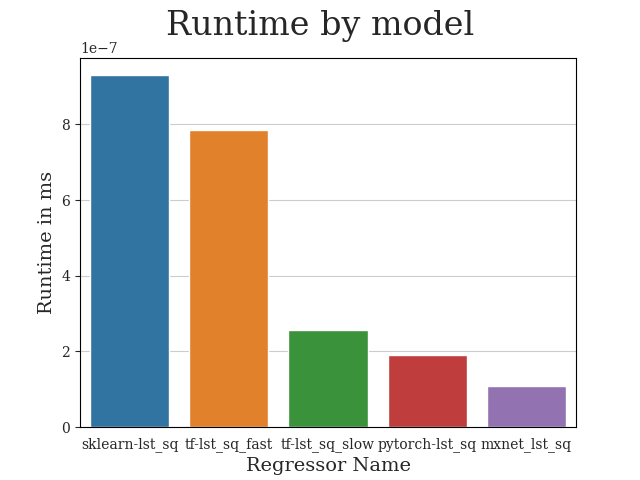 Runtime by model
1e−7
8
6
4
2
0
Runtime in ms
sklearn-lst_sq tf-lst_sq_fast tf-lst_sq_slow pytorch-lst_sq mxnet_lst_sq
Regressor Name